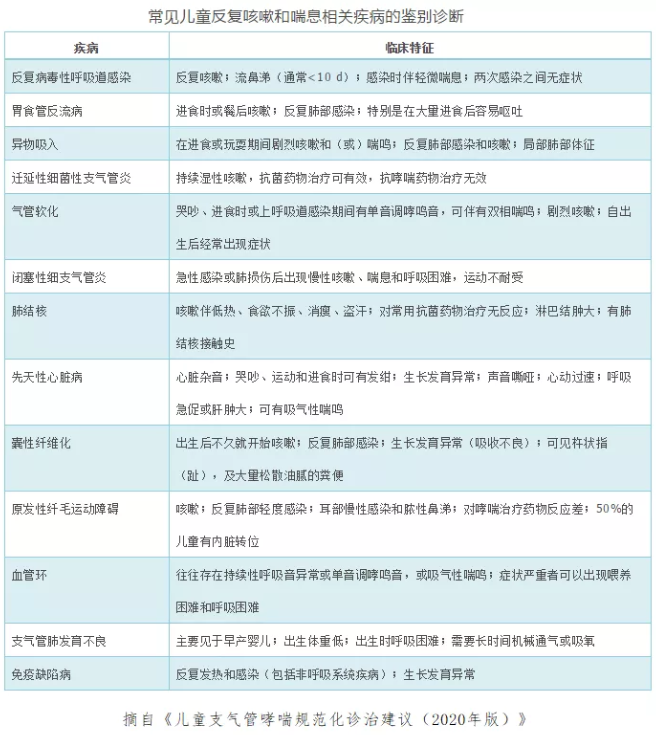 常见儿童反复咳嗽和喘息相关疾病的鉴别诊断
疾病 临床特征
反复病毒性呼吸道感染 反复咳嗽；流鼻涕（通常<10 d）；感染时伴轻微喘息；两次感染之间无症状
胃食管反流病 进食时或餐后咳嗽；反复肺部感染；特别是在大量进食后容易呕吐
异物吸入 在进食或玩耍期间剧烈咳嗽和（或）喘鸣；反复肺部感染和咳嗽；局部肺部体征
迁延性细菌性支气管炎 持续湿性咳嗽，抗菌药物治疗可有效，抗哮喘药物治疗无效
气管软化 哭吵、进食时或上呼吸道感染期间有单音调哮鸣音，可伴有双相喘鸣；剧烈咳嗽；自出
生后经常出现症状
闭塞性细支气管炎 急性感染或肺损伤后出现慢性咳嗽、喘息和呼吸困难，运动不耐受
肺结核 咳嗽伴低热、食欲不振、消瘦、盗汗；对常用抗菌药物治疗无反应；淋巴结肿大；有肺
结核接触史
先天性心脏病 心脏杂音；哭吵、运动和进食时可有发绀；生长发育异常；声音嘶哑；心动过速；呼吸
急促或肝肿大；可有吸气性喘鸣
囊性纤维化 出生后不久就开始咳嗽；反复肺部感染；生长发育异常（吸收不良）；可见杵状指
（趾），及大量松散油腻的粪便
原发性纤毛运动障碍 咳嗽；反复肺部轻度感染；耳部慢性感染和脓性鼻涕；对哮喘治疗药物反应差；50%的
儿童有内脏转位
血管环 往往存在持续性呼吸音异常或单音调哮鸣音，或吸气性喘鸣；症状严重者可以出现喂养
困难和呼吸困难
支气管肺发育不良 主要见于早产婴儿；出生体重低；出生时呼吸困难；需要长时间机械通气或吸氧
免疫缺陷病 反复发热和感染（包括非呼吸系统疾病）；生长发育异常
摘自《儿童支气管哮喘规范化诊治建议（2020年版）》